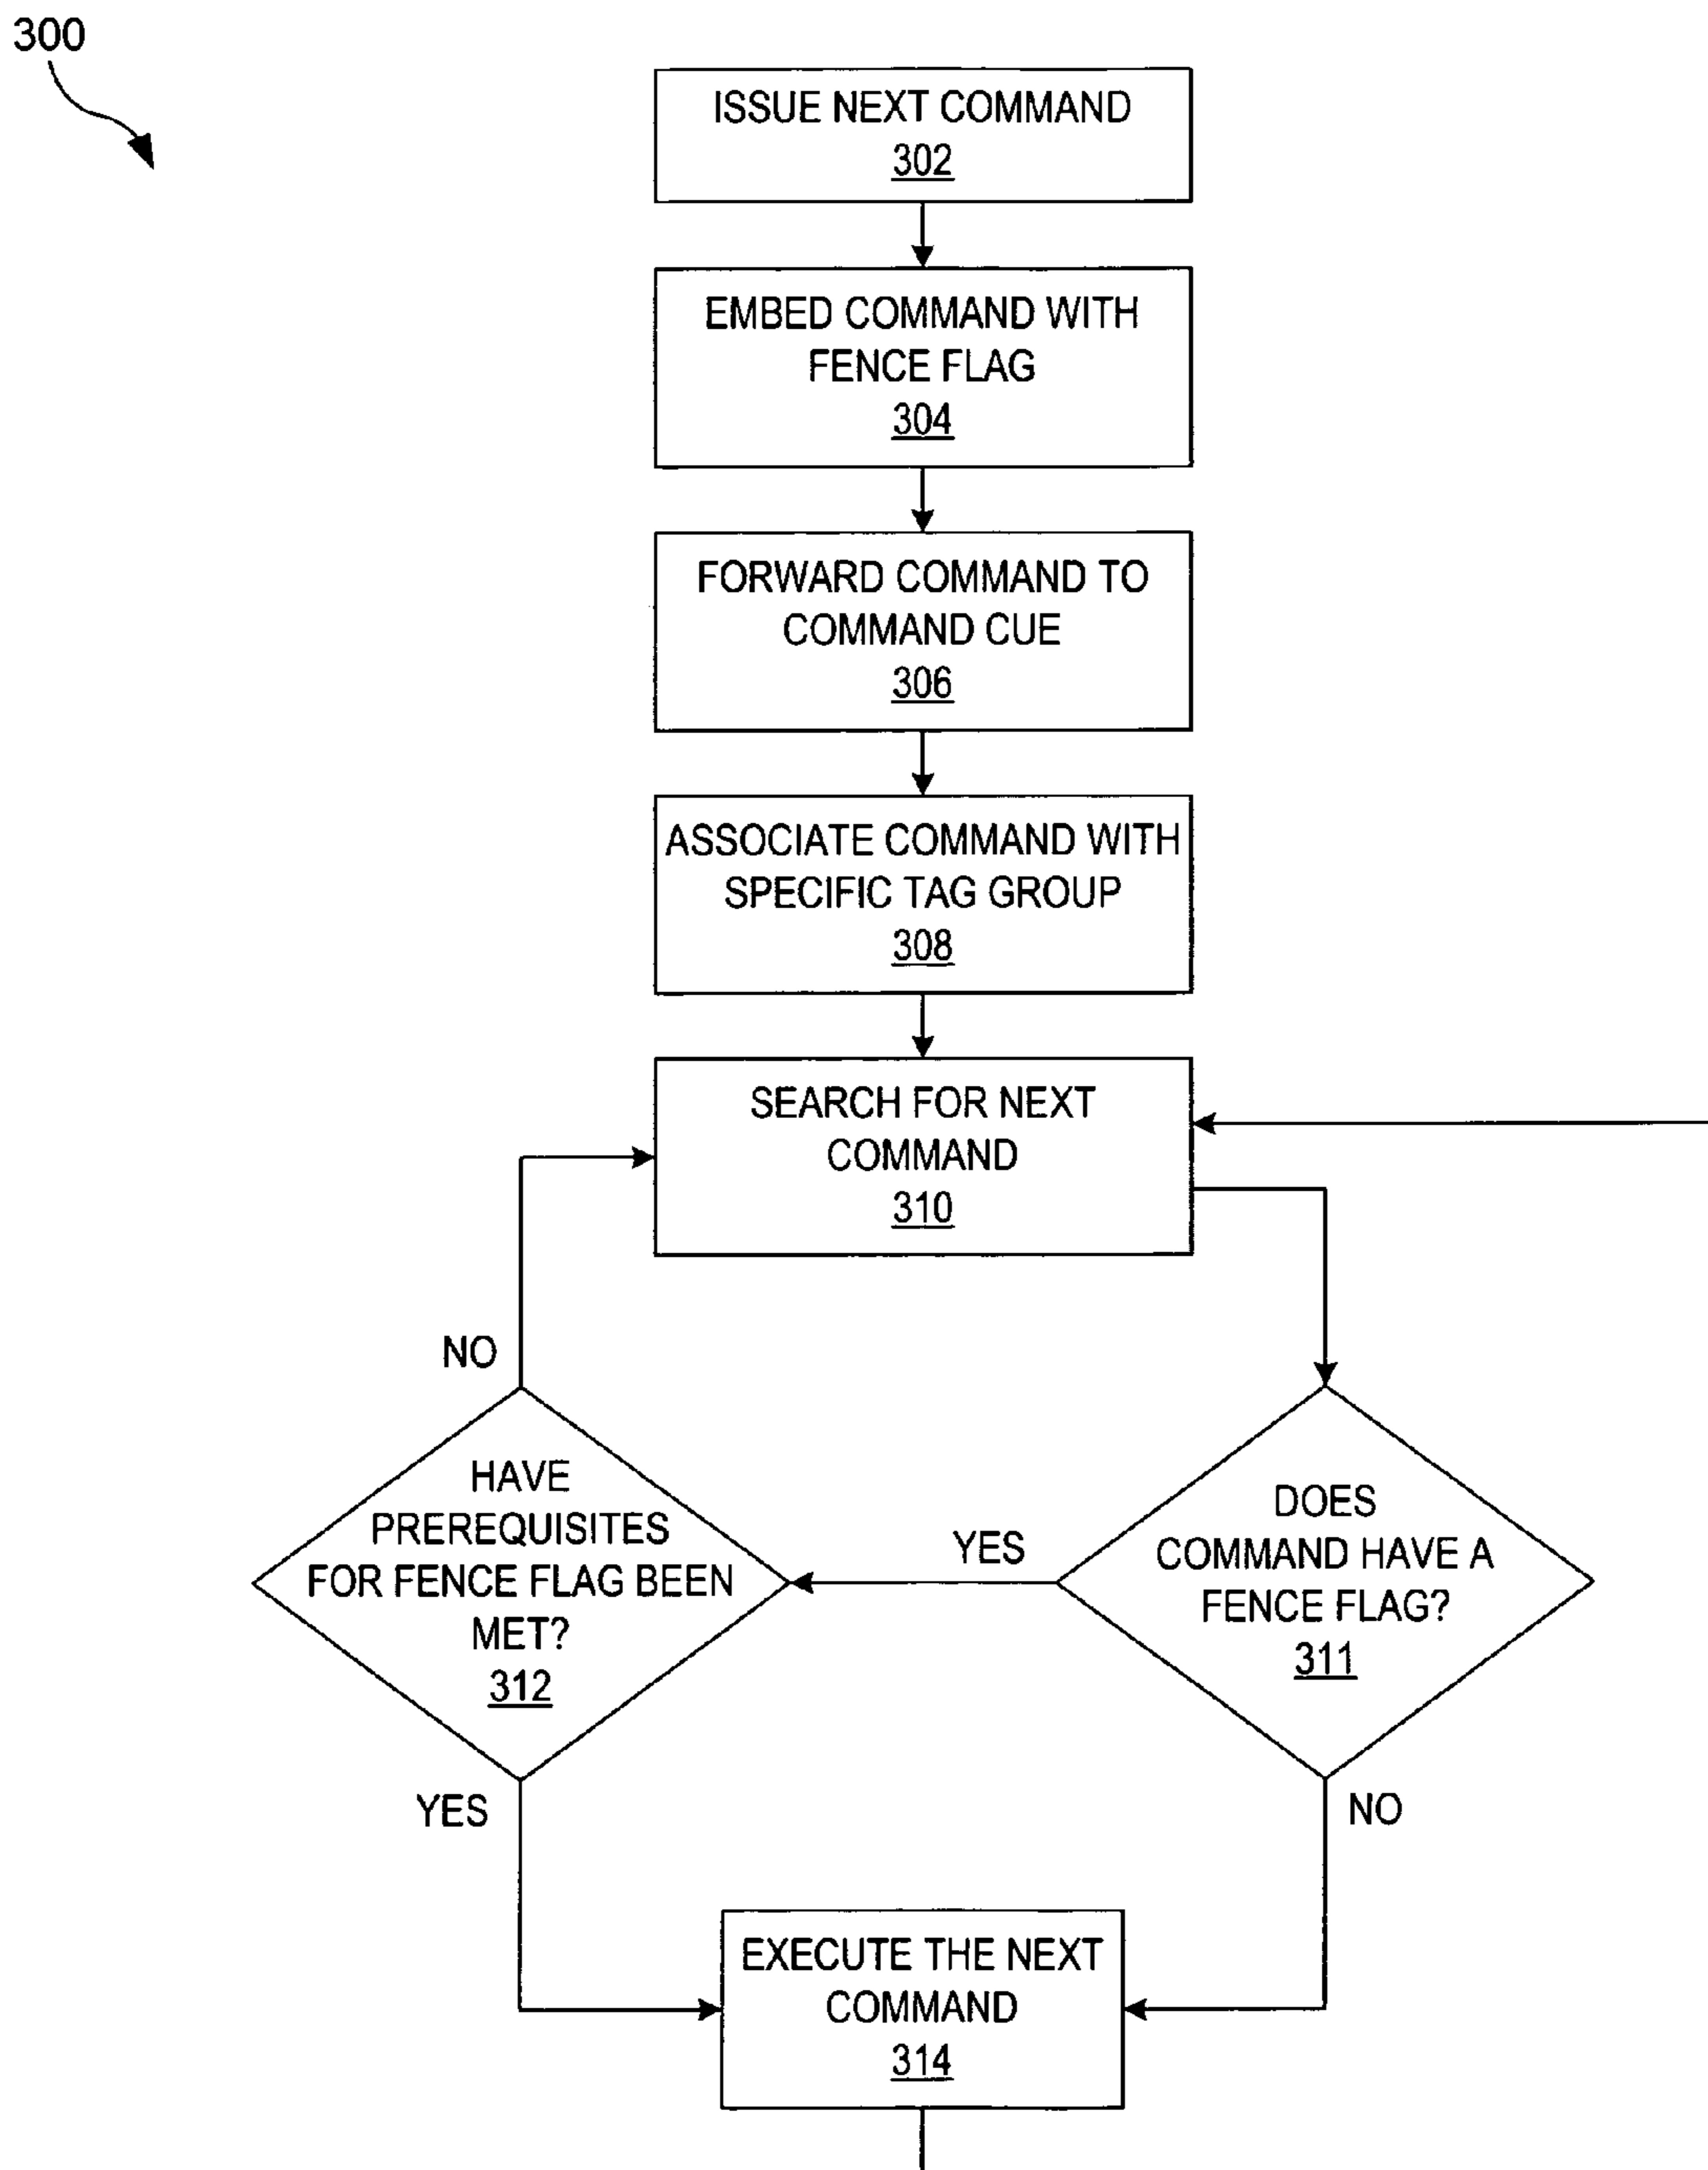 300
ISSUE NEXT COMMAND
302
EMBED COMMAND WITH
FENCE FLAG
304
FORWARD COMMAND TO
COMMAND CUE
306
ASSOCIATE COMMAND WITH
SPECIFIC TAG GROUP
308
SEARCH FOR NEXT
COMMAND
310
NO
HAVE
PREREQUISITES
FOR FENCE FLAG BEEN
MET?
312
YES
DOES
COMMAND HAVE A
FENCE FLAG?
311
YES
NO
EXECUTE THE NEXT
COMMAND
314